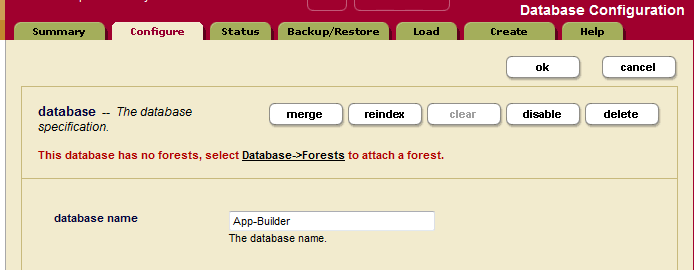 Database Configuration
Summary Configure Status Backup/Restore Load Create Help
ok cancel
database -- The database
specification.
merge reindex clear disable delete
This database has no forests, select Database->Forests to attach a forest.
database name App-Builder
The database name.